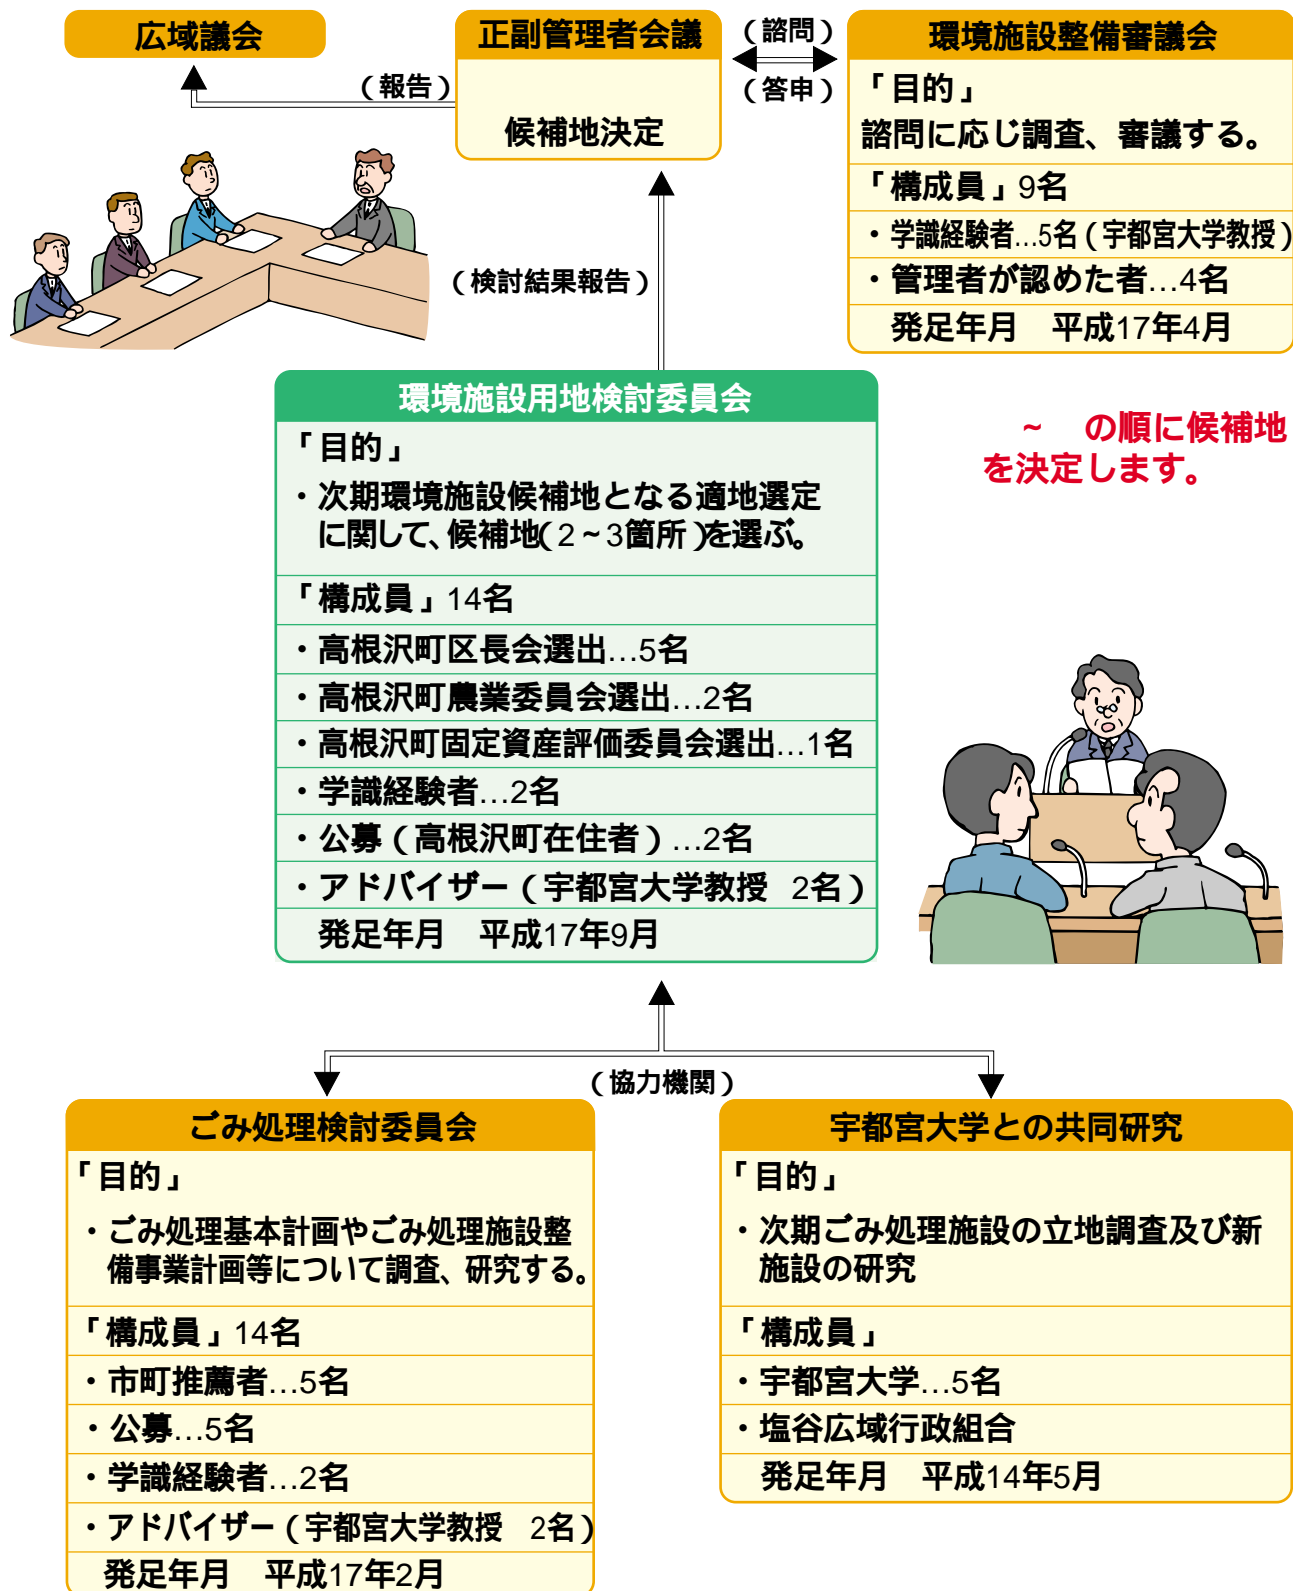 広域議会
正副管理者会議
候補地決定
（報告）
（諮問）
（答申）
環境施設整備審議会
「目的」
諮問に応じ調査、審議する。
「構成員」9名
・学識経験者…5名（宇都宮大学教授）
・管理者が認めた者…4名
発足年月　平成17年4月
（検討結果報告）
環境施設用地検討委員会
「目的」
・次期環境施設候補地となる適地選定
に関して、候補地（2～3箇所）を選ぶ。
「構成員」14名
・高根沢町区長会選出…5名
・高根沢町農業委員会選出…2名
・高根沢町固定資産評価委員会選出…1名
・学識経験者…2名
・公募（高根沢町在住者）…2名
・アドバイザー（宇都宮大学教授　2名）
発足年月　平成17年9月
～　の順に候補地
を決定します。
（協力機関）
ごみ処理検討委員会
「目的」
・ごみ処理基本計画やごみ処理施設整
備事業計画等について調査、研究する。
「構成員」14名
・市町推薦者…5名
・公募…5名
・学識経験者…2名
・アドバイザー（宇都宮大学教授　2名）
発足年月　平成17年2月
宇都宮大学との共同研究
「目的」
・次期ごみ処理施設の立地調査及び新
施設の研究
「構成員」
・宇都宮大学…5名
・塩谷広域行政組合
発足年月　平成14年5月